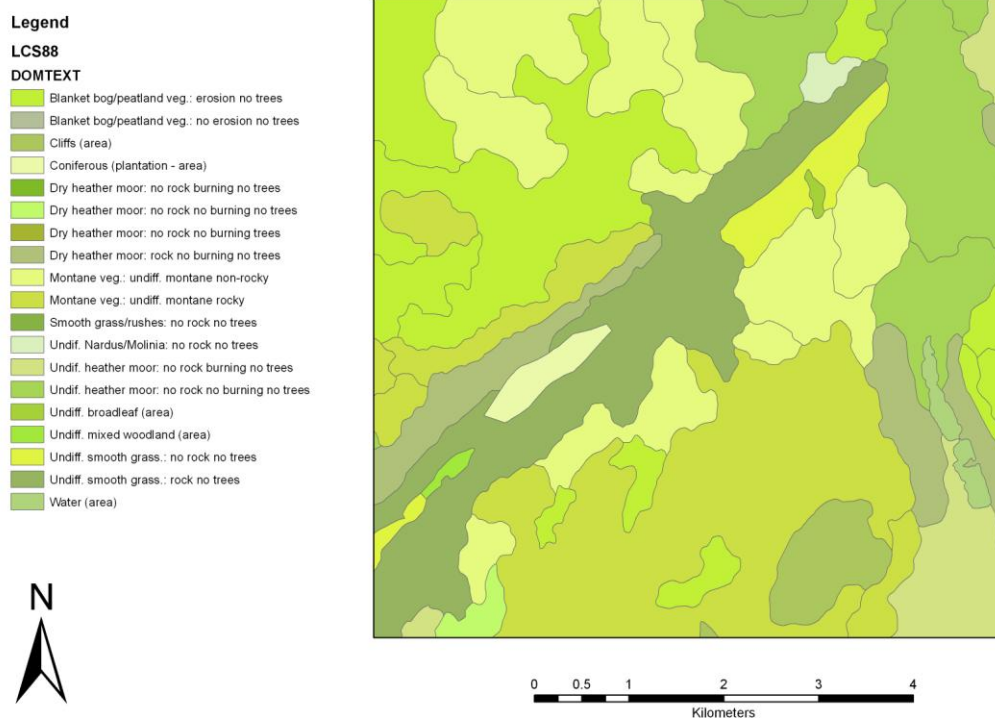 Legend
LCS88
DOMTEXT
Blanket bog/peatland veg.: erosion no trees
Blanket bog/peatland veg.: no erosion no trees
Cliffs (area)
Coniferous (plantation - area)
Dry heather moor: no rock burning no trees
Dry heather moor: no rock no burning no trees
Dry heather moor: no rock no burning trees
Dry heather moor: rock no burning no trees
Montane veg.: undiff. montane non-rocky
Montane veg.: undiff. montane rocky
Smooth grass/rushes: no rock no trees
Undif. Nardus/Molinia: no rock no trees
Undif. heather moor: no rock burning no trees
Undif. heather moor: no rock no burning no trees
Undiff. broadleaf (area)
Undiff. mixed woodland (area)
Undiff. smooth grass.: no rock no trees
Undiff. smooth grass.: rock no trees
Water (area)
N
0 0.5 1 2 3 4
Kilometers